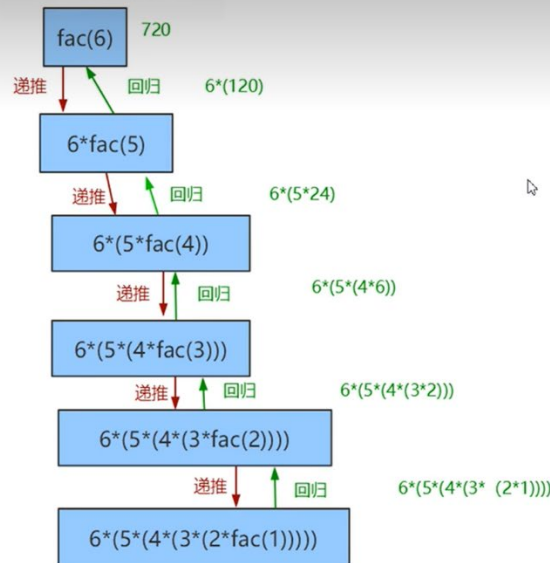 fac(6) 720
递推 回归 6*(120)
6*fac(5)
递推 回归 6*(5*24)
6*(5*fac(4))
递推 回归 6*(5*(4*6))
6*(5*(4*fac(3)))
递推 回归 6*(5*(4*(3*2)))
6*(5*(4*(3*fac(2))))
递推 回归 6*(5*(4*(3* (2*1))))
6*(5*(4*(3*(2*fac(1)))))